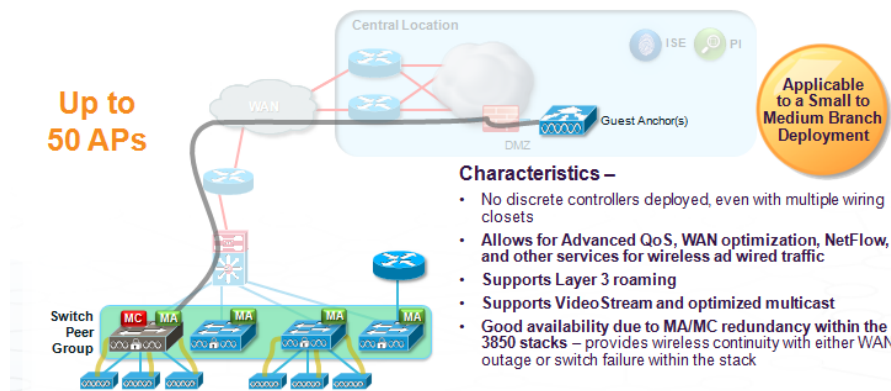 Central Location
ISE
PI
Up to
50 APs
WAN
Applicable
to a Small to
Medium Branch
Deployment
Guest Anchor(s)
DMZ
Characteristics –
• No discrete controllers deployed, even with multiple wiring
closets
• Allows for Advanced QoS, WAN optimization, NetFlow,
and other services for wireless ad wired traffic
• Supports Layer 3 roaming
• Supports VideoStream and optimized multicast
• Good availability due to MA/MC redundancy within the
3850 stacks – provides wireless continuity with either WAN
outage or switch failure within the stack
Switch
Peer
Group
MC
MA
MA
MA
MA